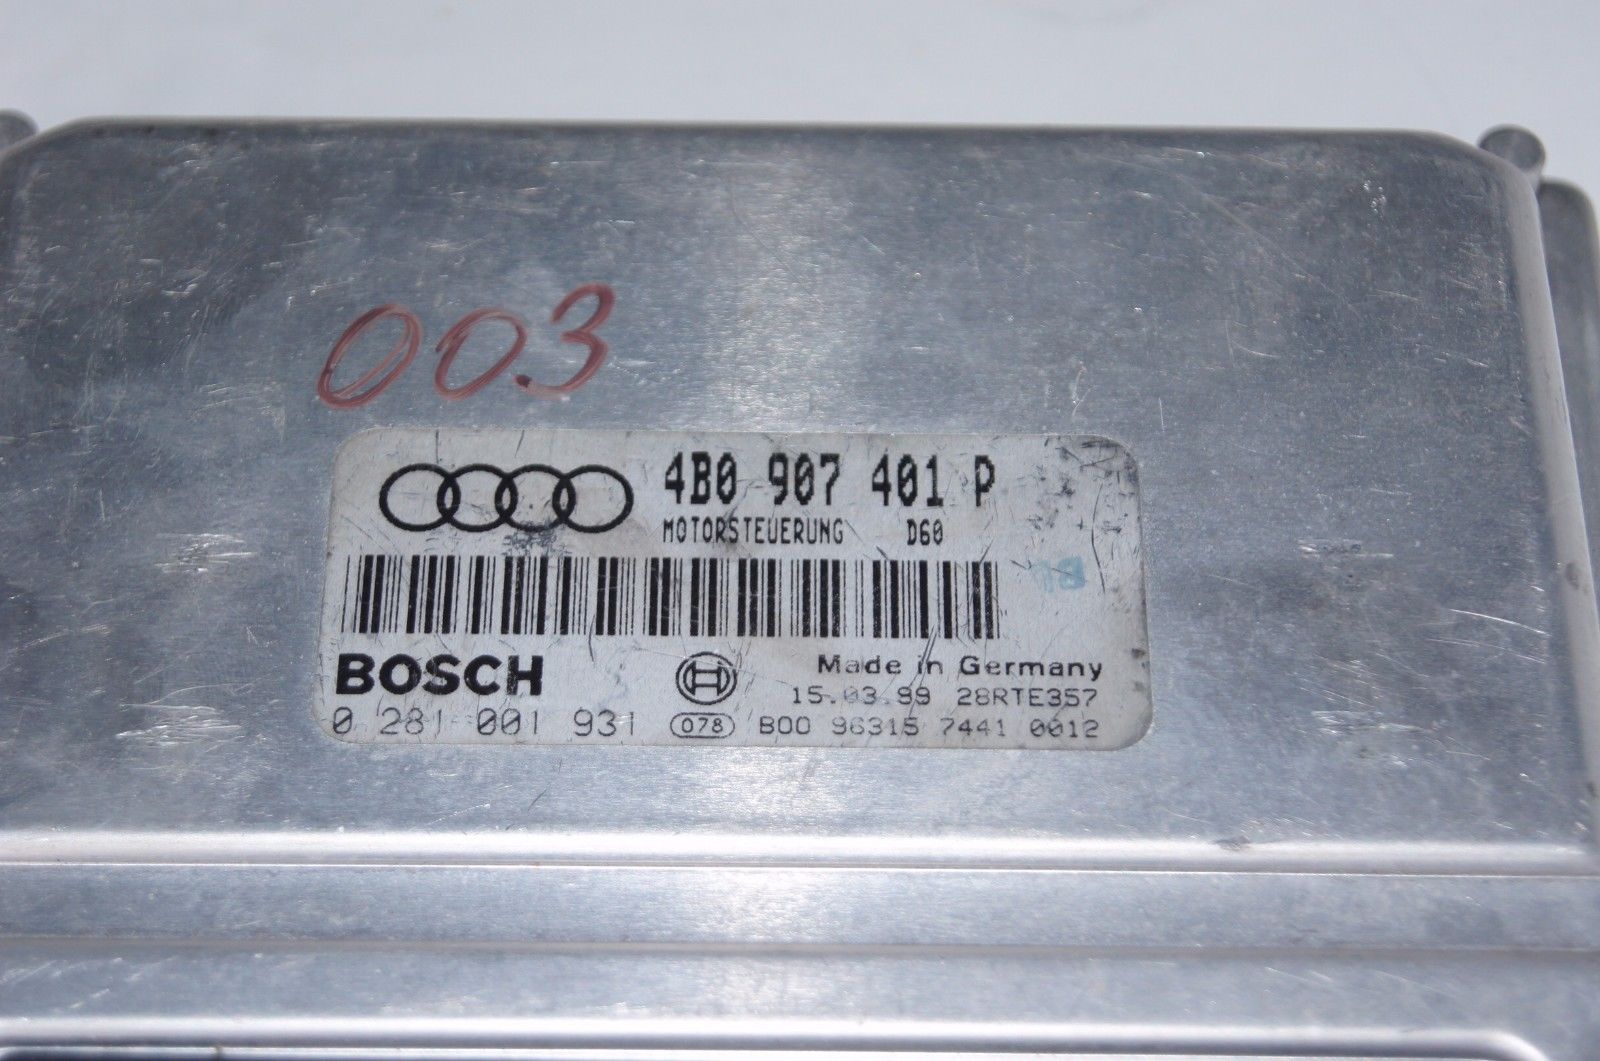 003
4B0 907 401 P
MOTORSTEUERUNG D60
BOSCH Made in Germany
15.03.99 28RTE357
0 281 001 931 078 B00 96315 7441 0012